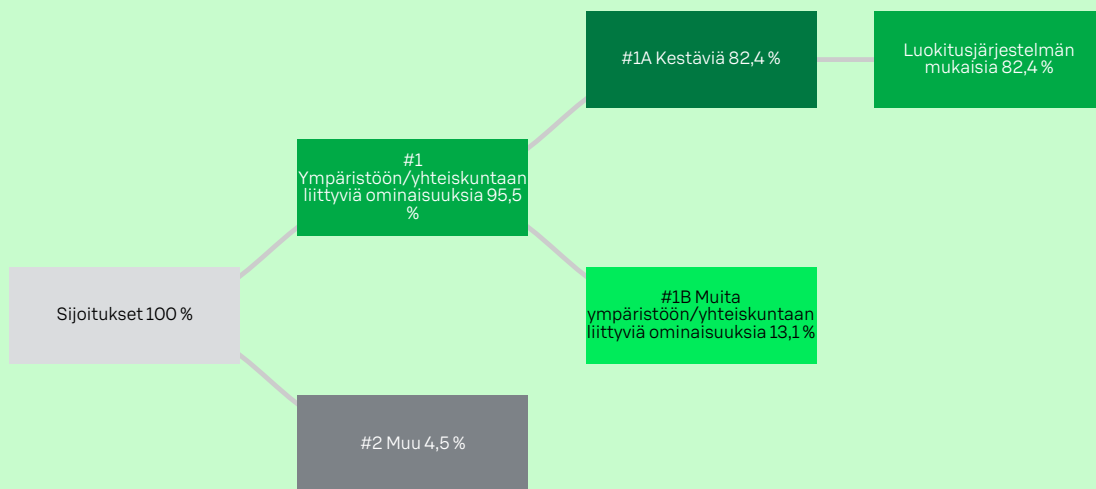 #1A Kestäviä 82,4 %
Luokitusjärjestelmän
mukaisia 82,4 %
#1
Ympäristöön/yhteiskuntaan
liittyviä ominaisuuksia 95,5
%
Sijoitukset 100 %
#1B Muita
ympäristöön/yhteiskuntaan
liittyviä ominaisuuksia 13,1 %
#2 Muu 4,5 %